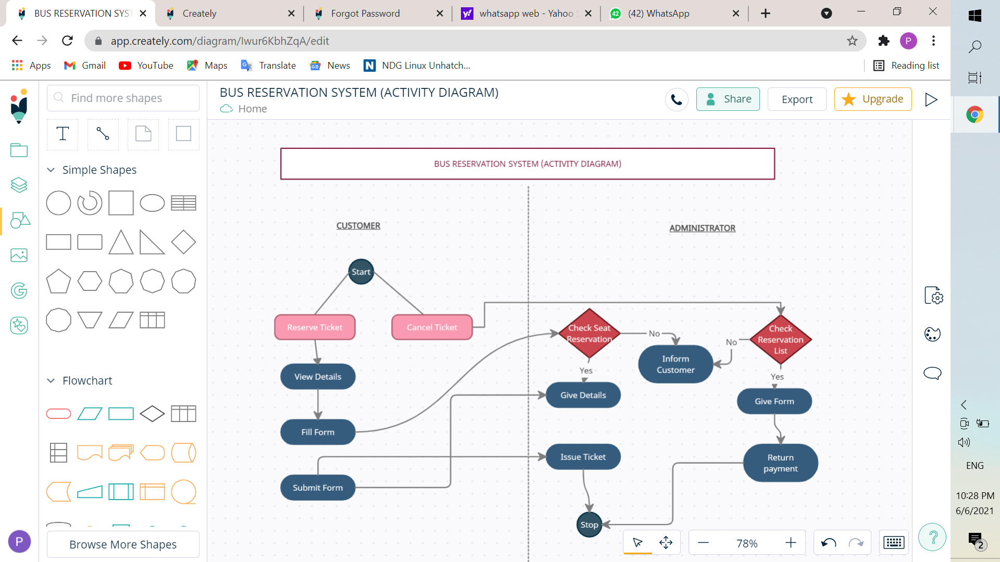 BUS RESERVATION SYST
Creately
Forgot Password
whatsapp web - Yahoo
42
(42) WhatsApp
app.creately.com/diagram/Iwur6KbhZqA/edit
P
Apps
Gmail
YouTube
Maps
Translate
News
N
NDG Linux Unhatch...
Reading list
Find more shapes
BUS RESERVATION SYSTEM (ACTIVITY DIAGRAM)
Home
Share
Export
Upgrade
T
Simple Shapes
Flowchart
Browse More Shapes
P
BUS RESERVATION SYSTEM (ACTIVITY DIAGRAM)
CUSTOMER
ADMINISTRATOR
Start
Reserve Ticket
Cancel Ticket
View Details
Fill Form
Submit Form
Check Seat
Reservation
No
Yes
Inform
Customer
Check
Reservation
List
No
Yes
Give Details
Give Form
Issue Ticket
Return
payment
Stop
78%
?
ENG
10:28 PM
6/6/2021
2